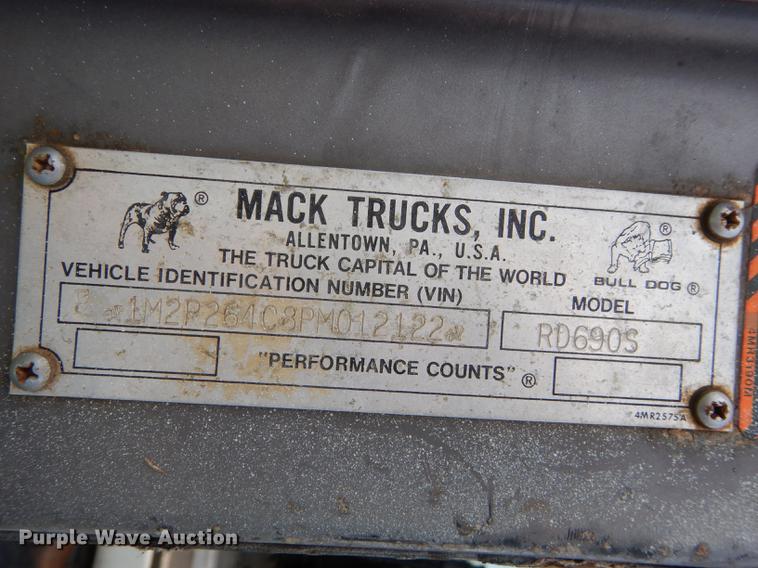 MACK TRUCKS, INC.
ALLENTOWN, PA., U.S.A.
THE TRUCK CAPITAL OF THE WORLD
BULL DOG ®
VEHICLE IDENTIFICATION NUMBER (VIN)
MODEL
1M2P264C8PM012122
RD690S
"PERFORMANCE COUNTS" ®
4MR2575A
4MR3190M
Purple Wave Auction